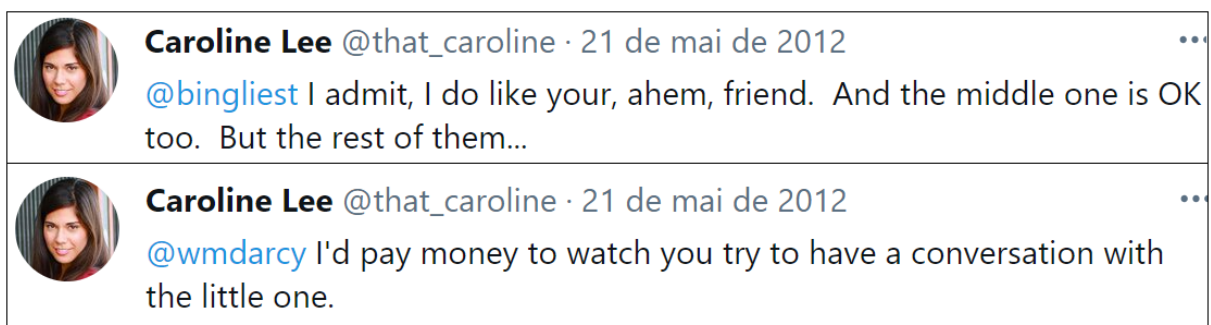 Caroline Lee @that_caroline · 21 de mai de 2012
@bingliest I admit, I do like your, ahem, friend.  And the middle one is OK
too.  But the rest of them...
Caroline Lee @that_caroline · 21 de mai de 2012
@wmdarcy I'd pay money to watch you try to have a conversation with
the little one.